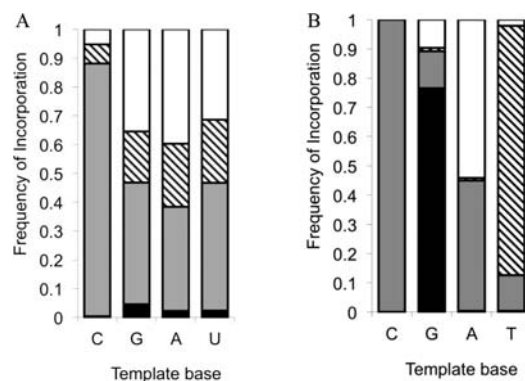 A
Frequency of Incorporation
1
0.9
0.8
0.7
0.6
0.5
0.4
0.3
0.2
0.1
0
C G A U
Template base
B
Frequency of Incorporation
1
0.9
0.8
0.7
0.6
0.5
0.4
0.3
0.2
0.1
0
C G A T
Template base